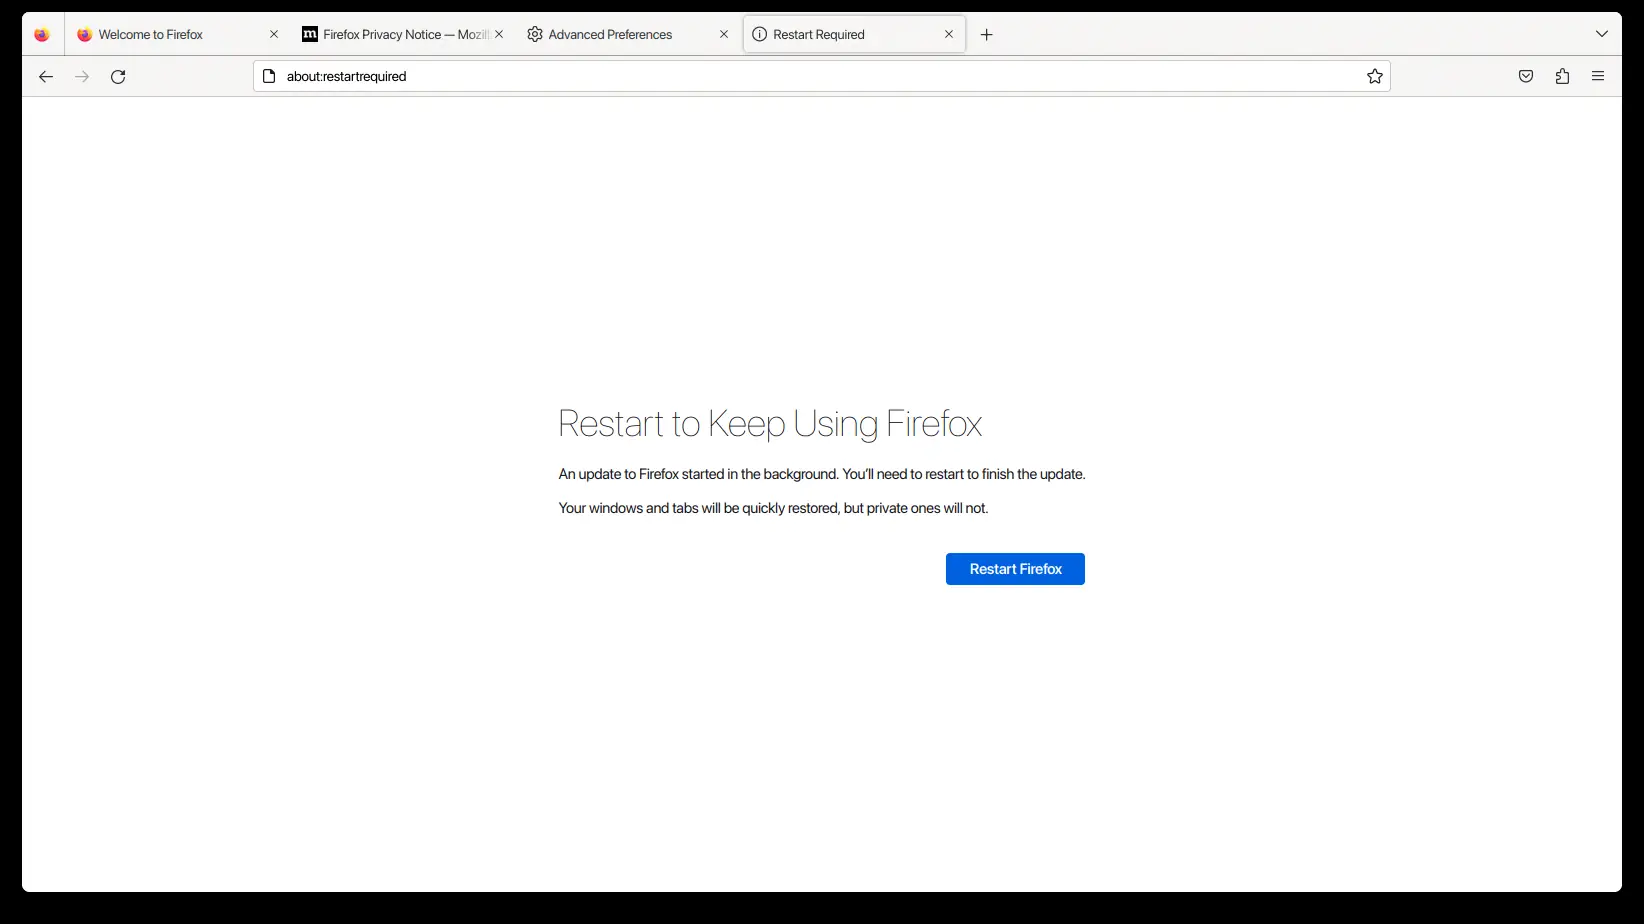 Welcome to Firefox
m Firefox Privacy Notice — Mozil
Advanced Preferences
Restart Required
about:restartrequired
Restart to Keep Using Firefox
An update to Firefox started in the background. You’ll need to restart to finish the update.
Your windows and tabs will be quickly restored, but private ones will not.
Restart Firefox